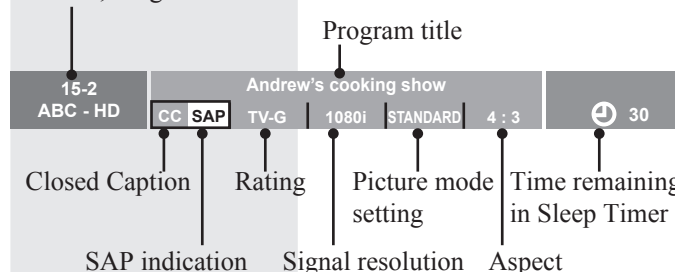 Program title
15-2
ABC - HD
Andrew's cooking show
CC SAP TV-G 1080i STANDARD 4 : 3
30
Closed Caption
Rating
Picture mode setting
Time remaining in Sleep Timer
SAP indication
Signal resolution
Aspect